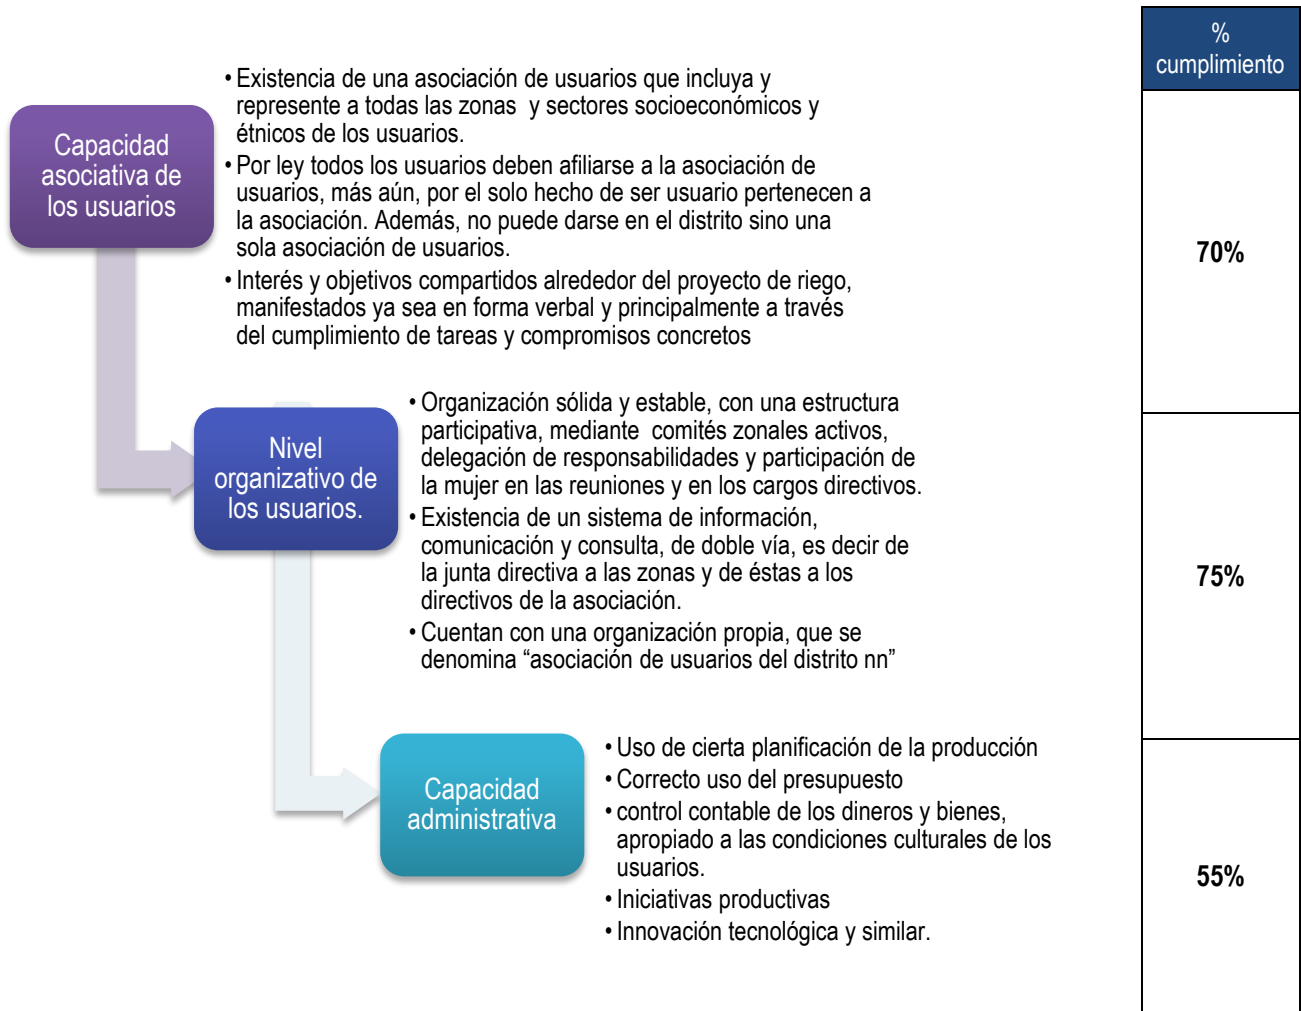 %
cumplimiento
Capacidad
asociativa de
los usuarios
• Existencia de una asociación de usuarios que incluya y
represente a todas las zonas y sectores socioeconómicos y
étnicos de los usuarios.
• Por ley todos los usuarios deben afiliarse a la asociación de
usuarios, más aún, por el solo hecho de ser usuario pertenecen a
la asociación. Además, no puede darse en el distrito sino una
sola asociación de usuarios.
• Interés y objetivos compartidos alrededor del proyecto de riego,
manifestados ya sea en forma verbal y principalmente a través
del cumplimiento de tareas y compromisos concretos
70%
Nivel
organizativo de
los usuarios.
• Organización sólida y estable, con una estructura
participativa, mediante comités zonales activos,
delegación de responsabilidades y participación de
la mujer en las reuniones y en los cargos directivos.
• Existencia de un sistema de información,
comunicación y consulta, de doble vía, es decir de
la junta directiva a las zonas y de éstas a los
directivos de la asociación.
• Cuentan con una organización propia, que se
denomina “asociación de usuarios del distrito nn”
75%
Capacidad
administrativa
• Uso de cierta planificación de la producción
• Correcto uso del presupuesto
• control contable de los dineros y bienes,
apropiado a las condiciones culturales de los
usuarios.
• Iniciativas productivas
• Innovación tecnológica y similar.
55%